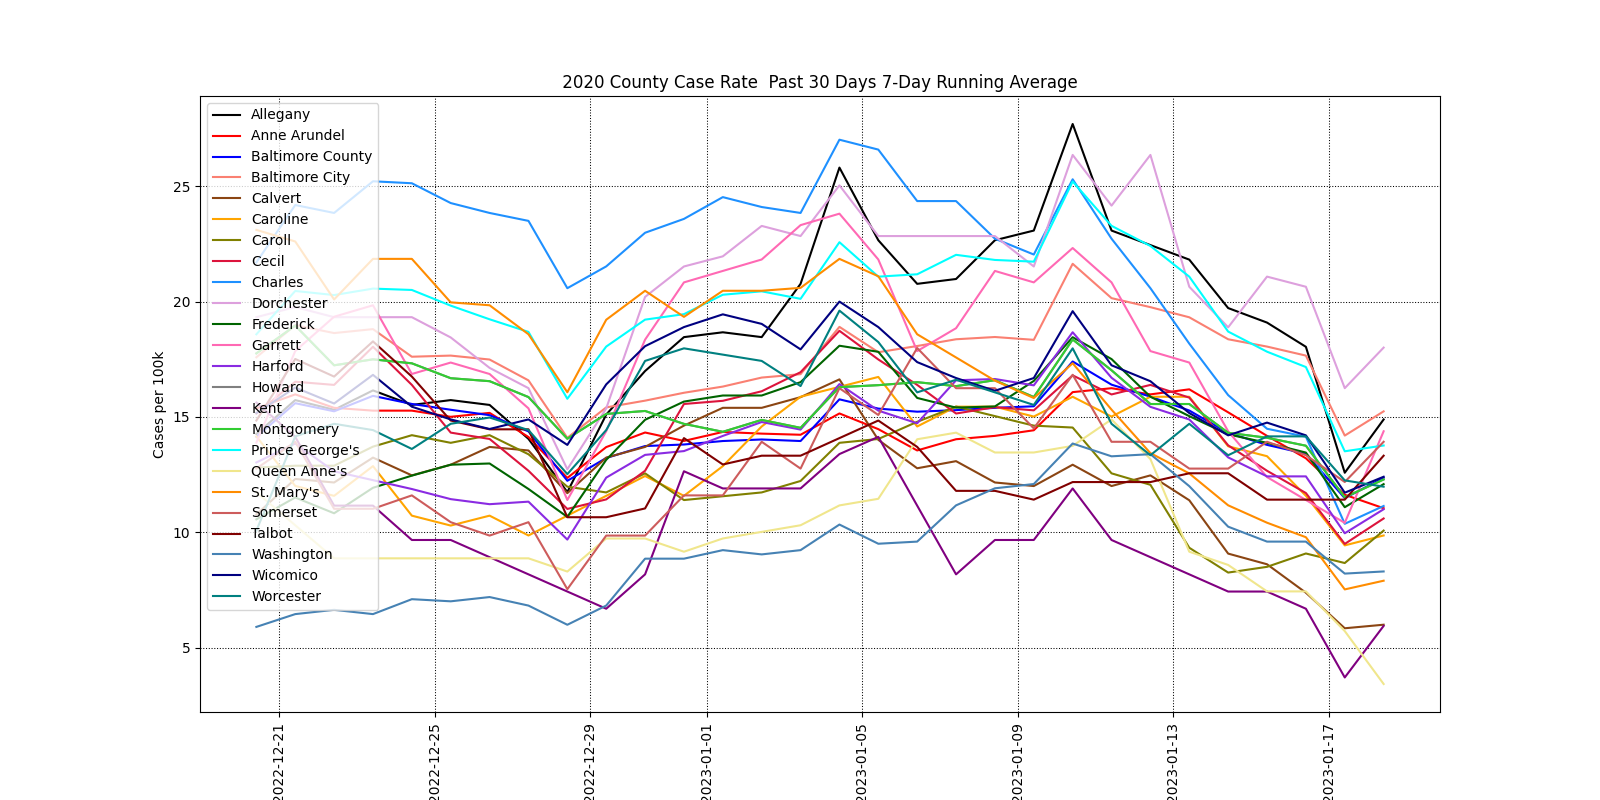 2020 County Case Rate  Past 30 Days 7-Day Running Average
Cases per 100k
25
20
15
10
5
Allegany
Anne Arundel
Baltimore County
Baltimore City
Calvert
Caroline
Caroll
Cecil
Charles
Dorchester
Frederick
Garrett
Harford
Howard
Kent
Montgomery
Prince George's
Queen Anne's
St. Mary's
Somerset
Talbot
Washington
Wicomico
Worcester
2022-12-21
2022-12-25
2022-12-29
2023-01-01
2023-01-05
2023-01-09
2023-01-13
2023-01-17